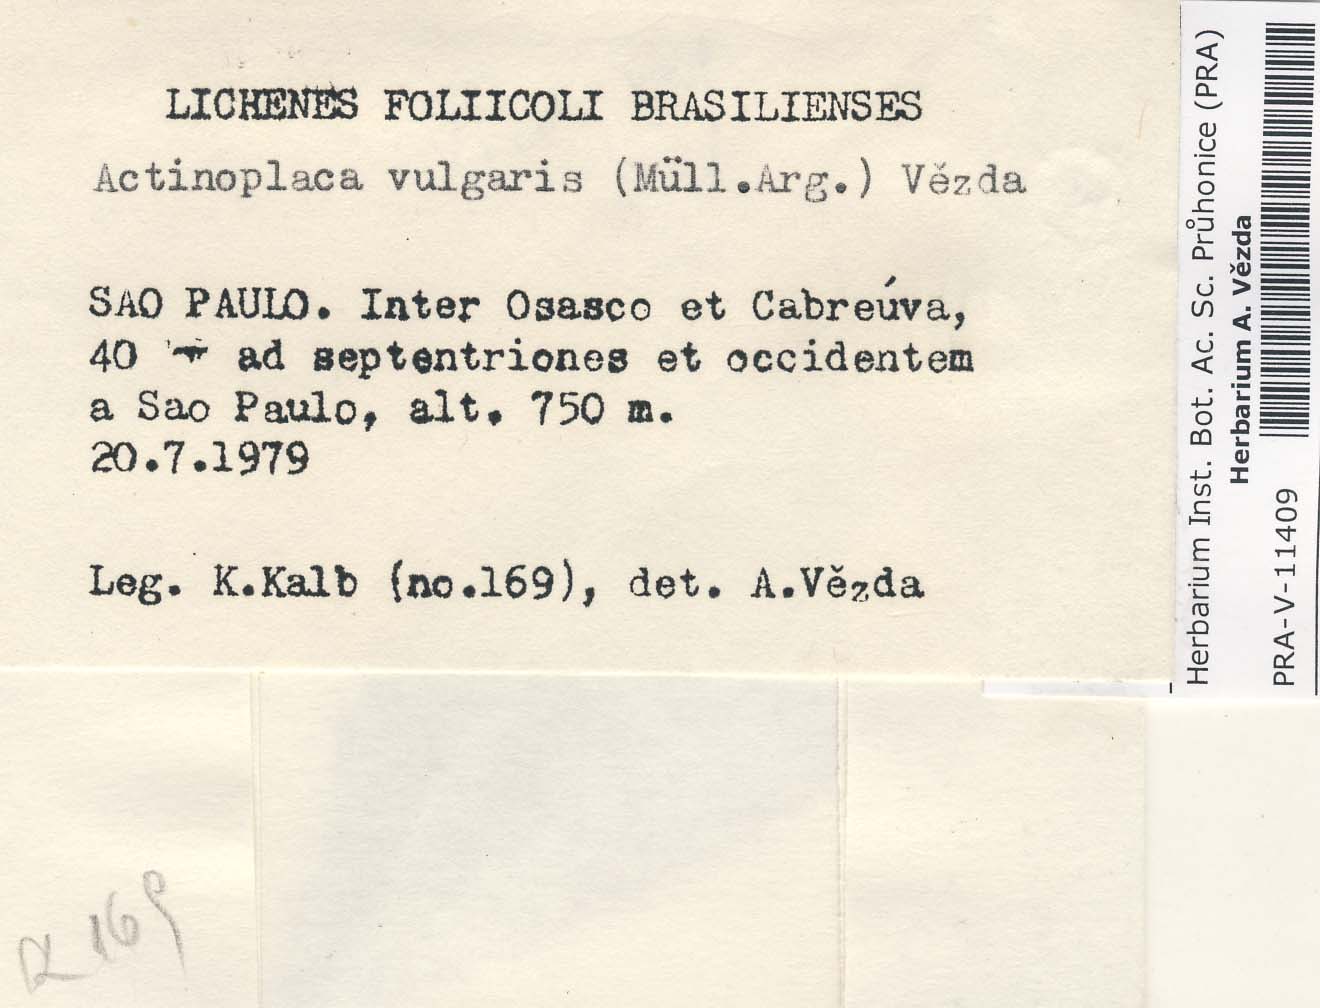 LICHENES FOLIICOLI BRASILIENSES
Actinoplaca vulgaris (Müll.Arg.) Vězda
SAO PAULO. Inter Osasco et Cabreúva,
40 ad septentriones et occidentem
a Sao Paulo, alt. 750 m.
20.7.1979
Leg. K.Kalb (no.169), det. A.Vězda
169
Herbarium Inst. Bot. Ac. Sc. Průhonice (PRA)
Herbarium A. Vězda
PRA-V-11409